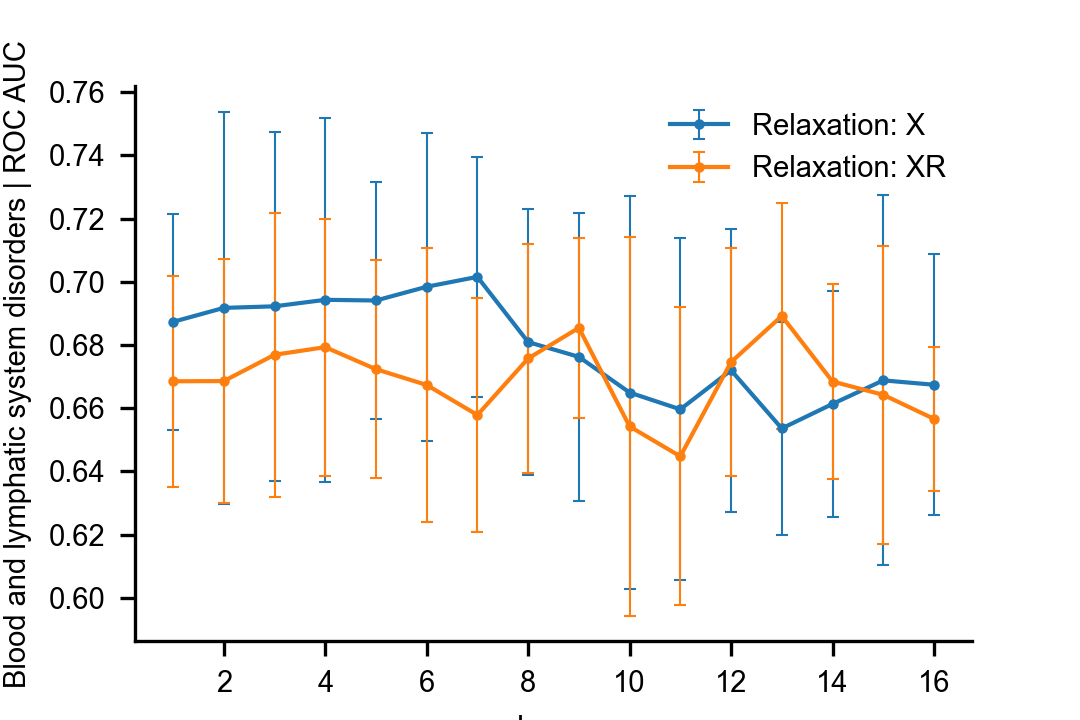 Blood and lymphatic system disorders | ROC AUC
0.76
0.74
0.72
0.70
0.68
0.66
0.64
0.62
0.60
Relaxation: X
Relaxation: XR
2 4 6 8 10 12 14 16